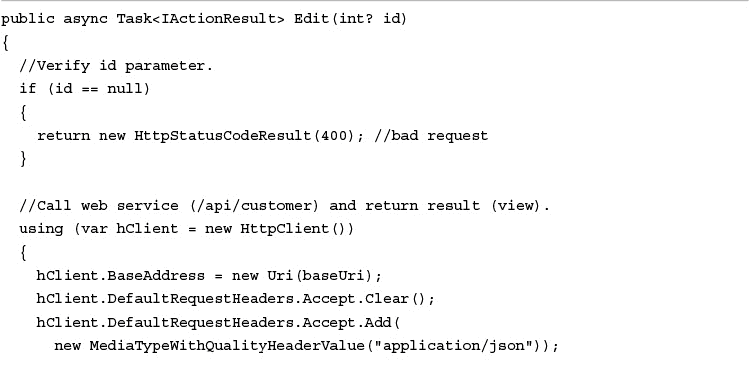 public async Task<IActionResult> Edit(int? id)
{
//Verify id parameter.
if (id == null)
{
return new HttpStatusCodeResult(400); //bad request
}
//Call web service (/api/customer) and return result (view).
using (var hClient = new HttpClient())
{
hClient.BaseAddress = new Uri(baseUri);
hClient.DefaultRequestHeaders.Accept.Clear();
hClient.DefaultRequestHeaders.Accept.Add(
new MediaTypeWithQualityHeaderValue("application/json"));